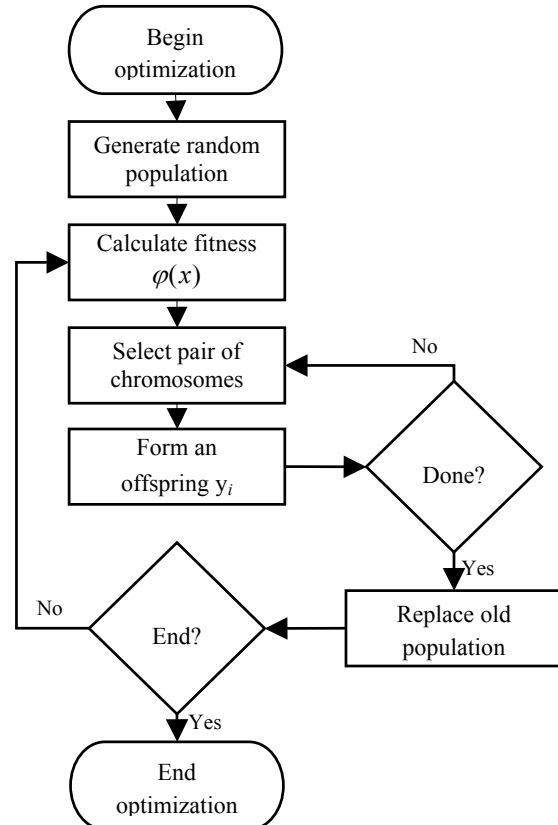 Begin
optimization
Generate random
population
Calculate fitness
φ(x)
Select pair of
chromosomes
No
Form an
offspring yᵢ
Done?
Yes
Replace old
population
No
End?
Yes
End
optimization